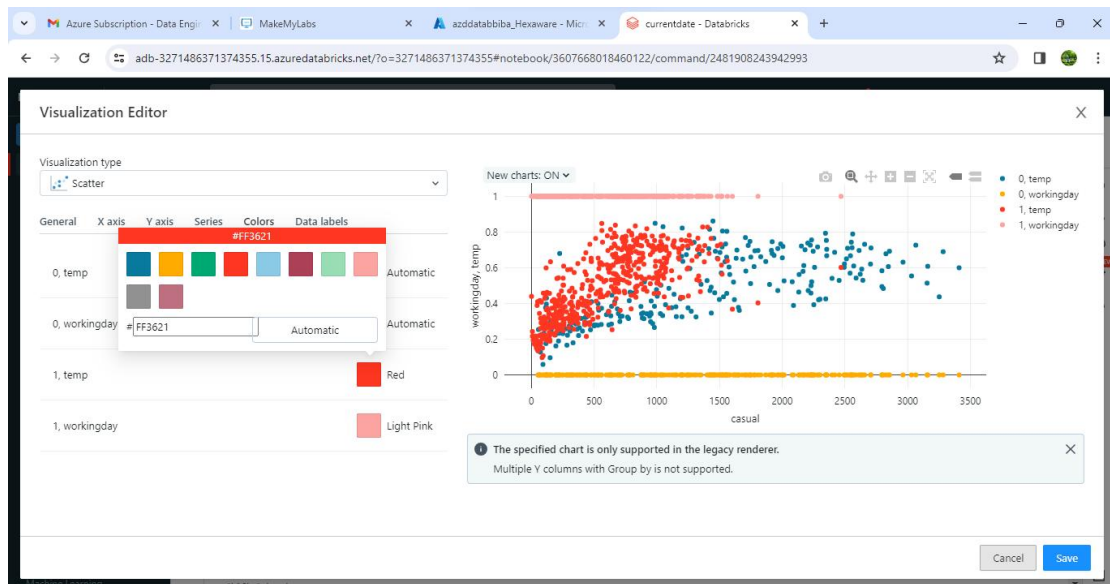 Azure Subscription - Data Engin
MakeMyLabs
azddatabbiba_Hexaware - Micro
currentdate - Databricks
adb-3271486371374355.15.azuredatabricks.net/?o=3271486371374355#notebook/3607668018460122/command/2481908243942993
Visualization Editor
Visualization type
Scatter
General X axis Y axis Series Colors Data labels
#FF3621
0, temp Automatic
0, workingday # FF3621 Automatic Automatic
1, temp Red
1, workingday Light Pink
New charts: ON
1
0.8
0.6
0.4
0.2
0
workingday, temp
0 500 1000 1500 2000 2500 3000 3500
casual
0, temp
0, workingday
1, temp
1, workingday
The specified chart is only supported in the legacy renderer.
Multiple Y columns with Group by is not supported.
Cancel Save